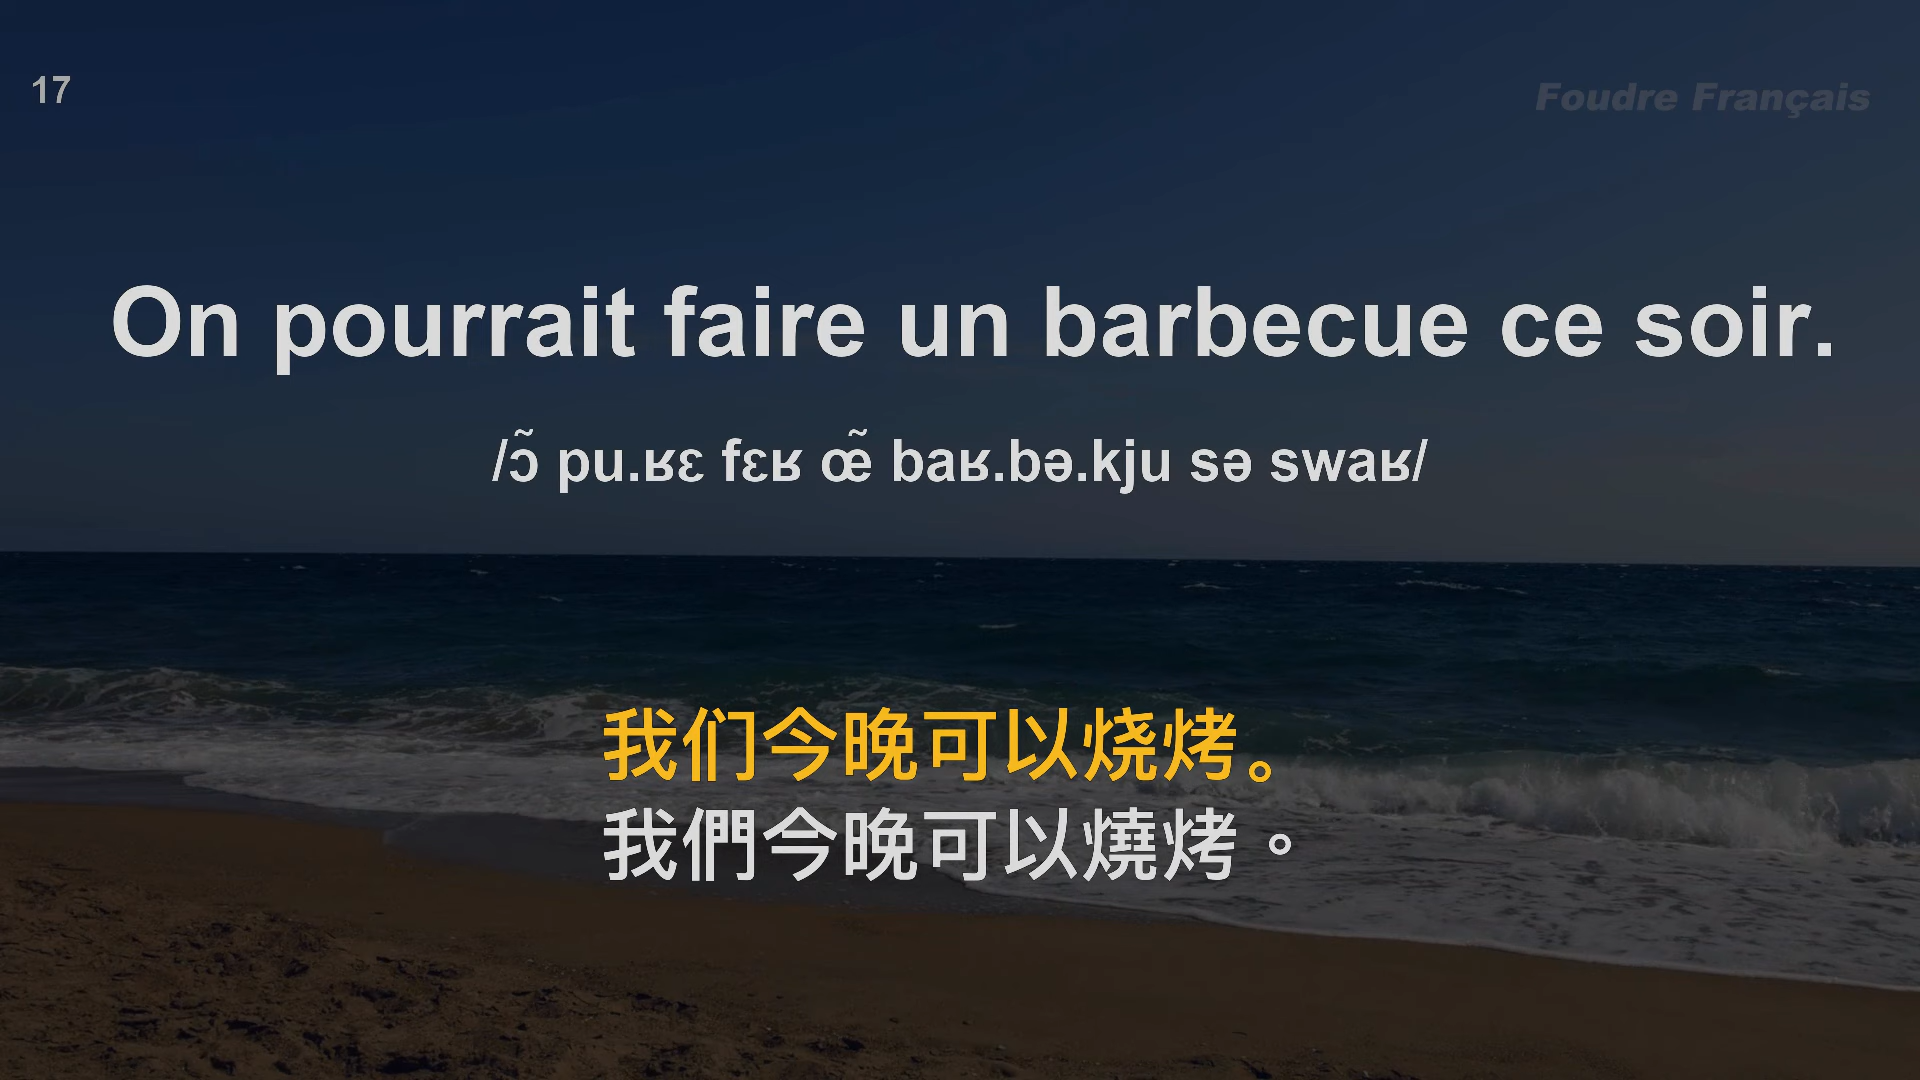 17
Foudre Français
On pourrait faire un barbecue ce soir.
/ɔ̃ pu.ʁɛ fɛʁ œ̃ baʁ.bə.kju sə swaʁ/
我们今晚可以烧烤。
我們今晚可以燒烤。